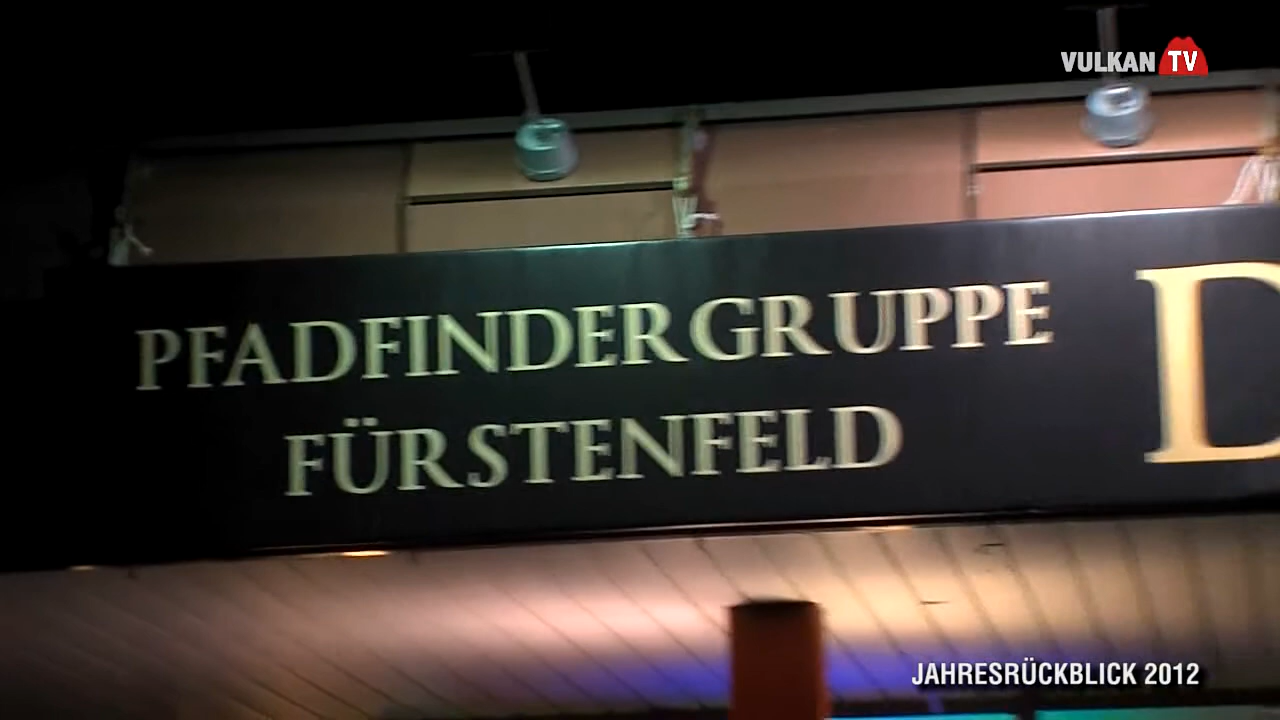 VULKAN TV
PFADFINDERGRUPPE
FÜRSTENFELD
D
JAHRESRÜCKBLICK 2012